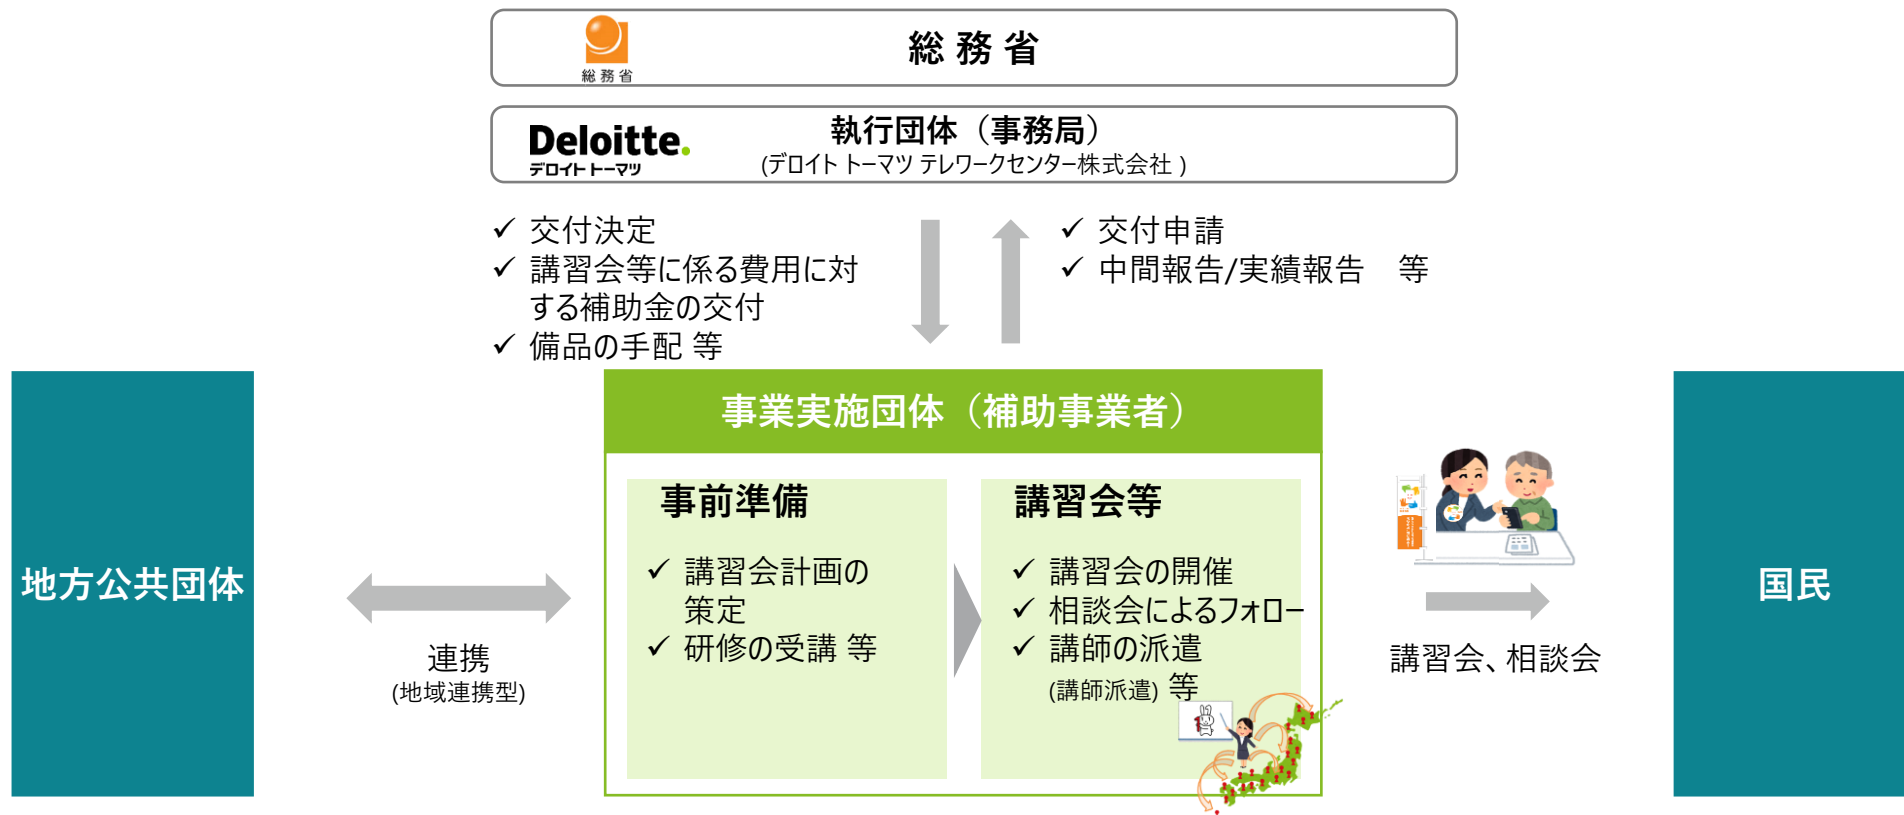 総務省
総務省
Deloitte.
デロイト トーマツ
執行団体（事務局）
(デロイト トーマツ テレワークセンター株式会社 )
✓ 交付決定
✓ 講習会等に係る費用に対
する補助金の交付
✓ 備品の手配 等
✓ 交付申請
✓ 中間報告/実績報告　等
地方公共団体
連携
(地域連携型)
事業実施団体（補助事業者）
事前準備
✓ 講習会計画の
策定
✓ 研修の受講 等
講習会等
✓ 講習会の開催
✓ 相談会によるフォロー
✓ 講師の派遣
(講師派遣) 等
講習会、相談会
国民